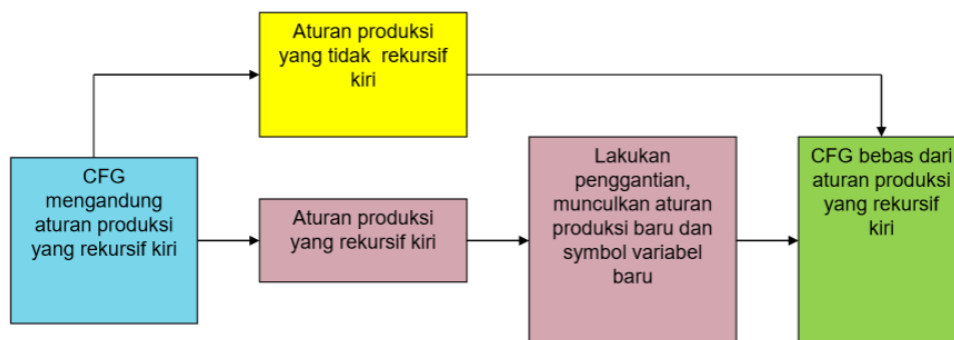 Aturan produksi
yang tidak rekursif
kiri
CFG
mengandung
aturan produksi
yang rekursif kiri
Aturan produksi
yang rekursif kiri
Lakukan
penggantian,
munculkan aturan
produksi baru dan
symbol variabel
baru
CFG bebas dari
aturan produksi
yang rekursif
kiri